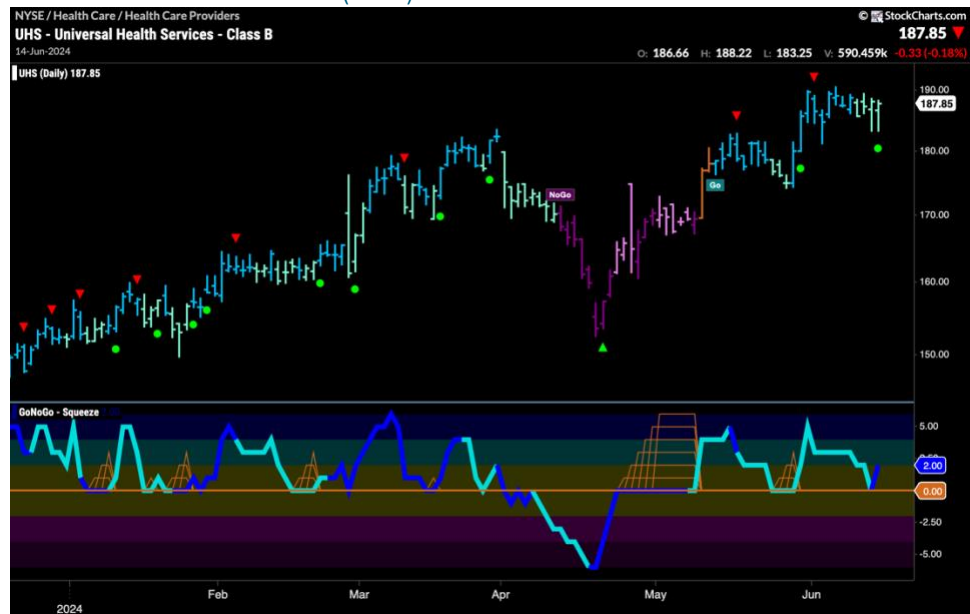 NYSE / Health Care / Health Care Providers
© StockCharts.com
UHS - Universal Health Services - Class B
187.85
14-Jun-2024
O: 186.66 H: 188.22 L: 183.25 V: 590.459k -0.33 (-0.18%)
UHS (Daily) 187.85
190.00
187.85
180.00
NoGo
Go
170.00
160.00
150.00
GoNoGo - Squeeze
5.00
2.00
0.00
-2.50
-5.00
Feb Mar Apr May Jun
2024